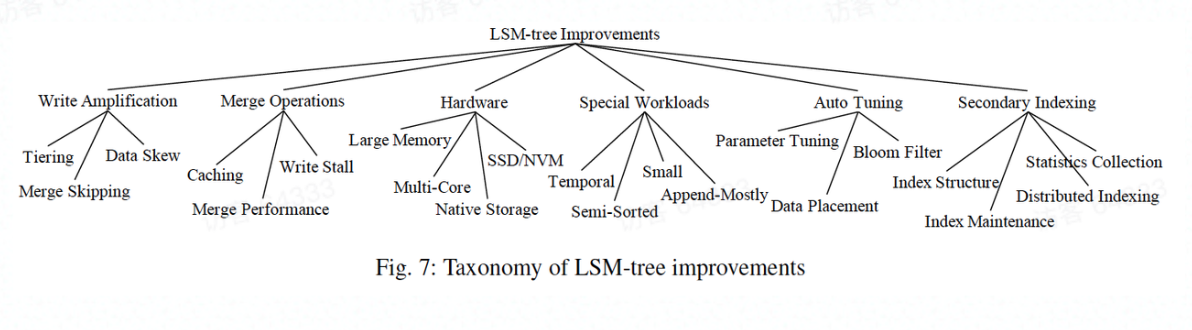 LSM-tree Improvements
Write Amplification
Merge Operations
Hardware
Special Workloads
Auto Tuning
Secondary Indexing
Tiering
Data Skew
Merge Skipping
Caching
Write Stall
Merge Performance
Large Memory
SSD/NVM
Multi-Core
Native Storage
Temporal
Small
Semi-Sorted
Append-Mostly
Parameter Tuning
Bloom Filter
Data Placement
Index Structure
Statistics Collection
Distributed Indexing
Index Maintenance
Fig. 7: Taxonomy of LSM-tree improvements